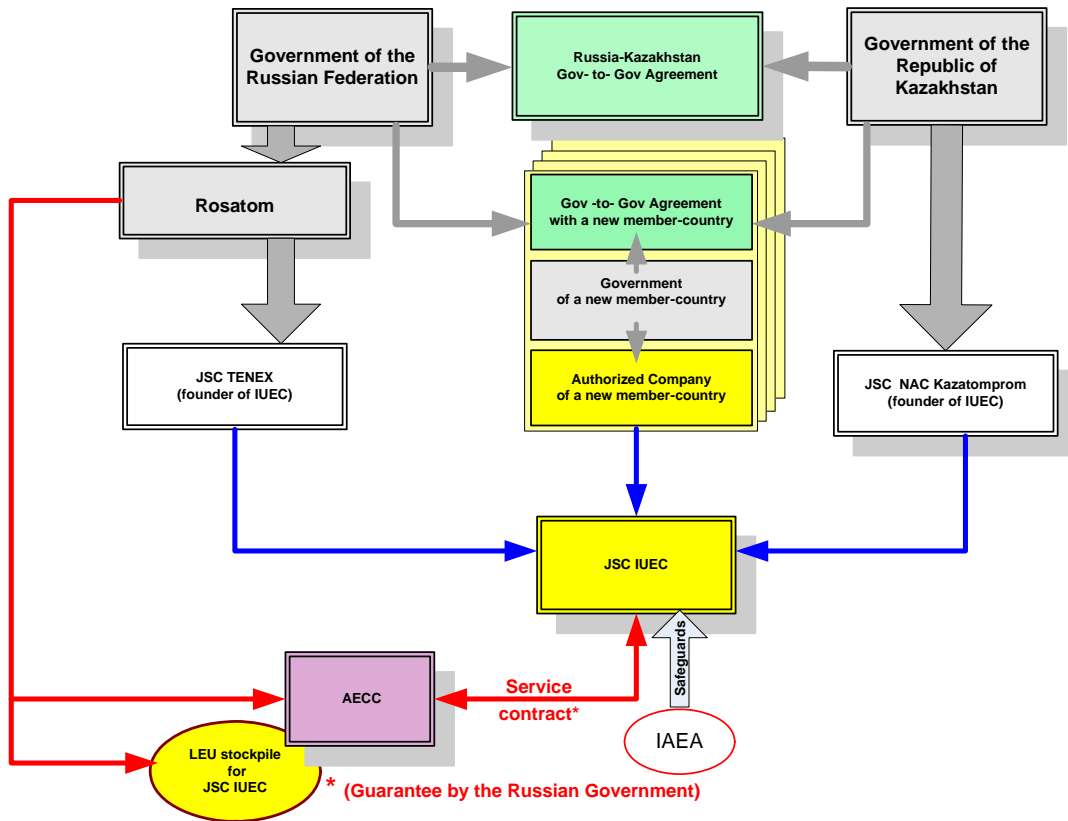 Government of the
Russian Federation
Russia-Kazakhstan
Gov- to- Gov Agreement
Government of the
Republic of
Kazakhstan
Rosatom
Gov -to- Gov Agreement
with a new member-country
Government
of a new member-country
Authorized Company
of a new member-country
JSC TENEX
(founder of IUEC)
JSC  NAC Kazatomprom
(founder of IUEC)
JSC IUEC
Safeguards
AECC
Service
contract*
IAEA
LEU stockpile
for
JSC IUEC
* (Guarantee by the Russian Government)